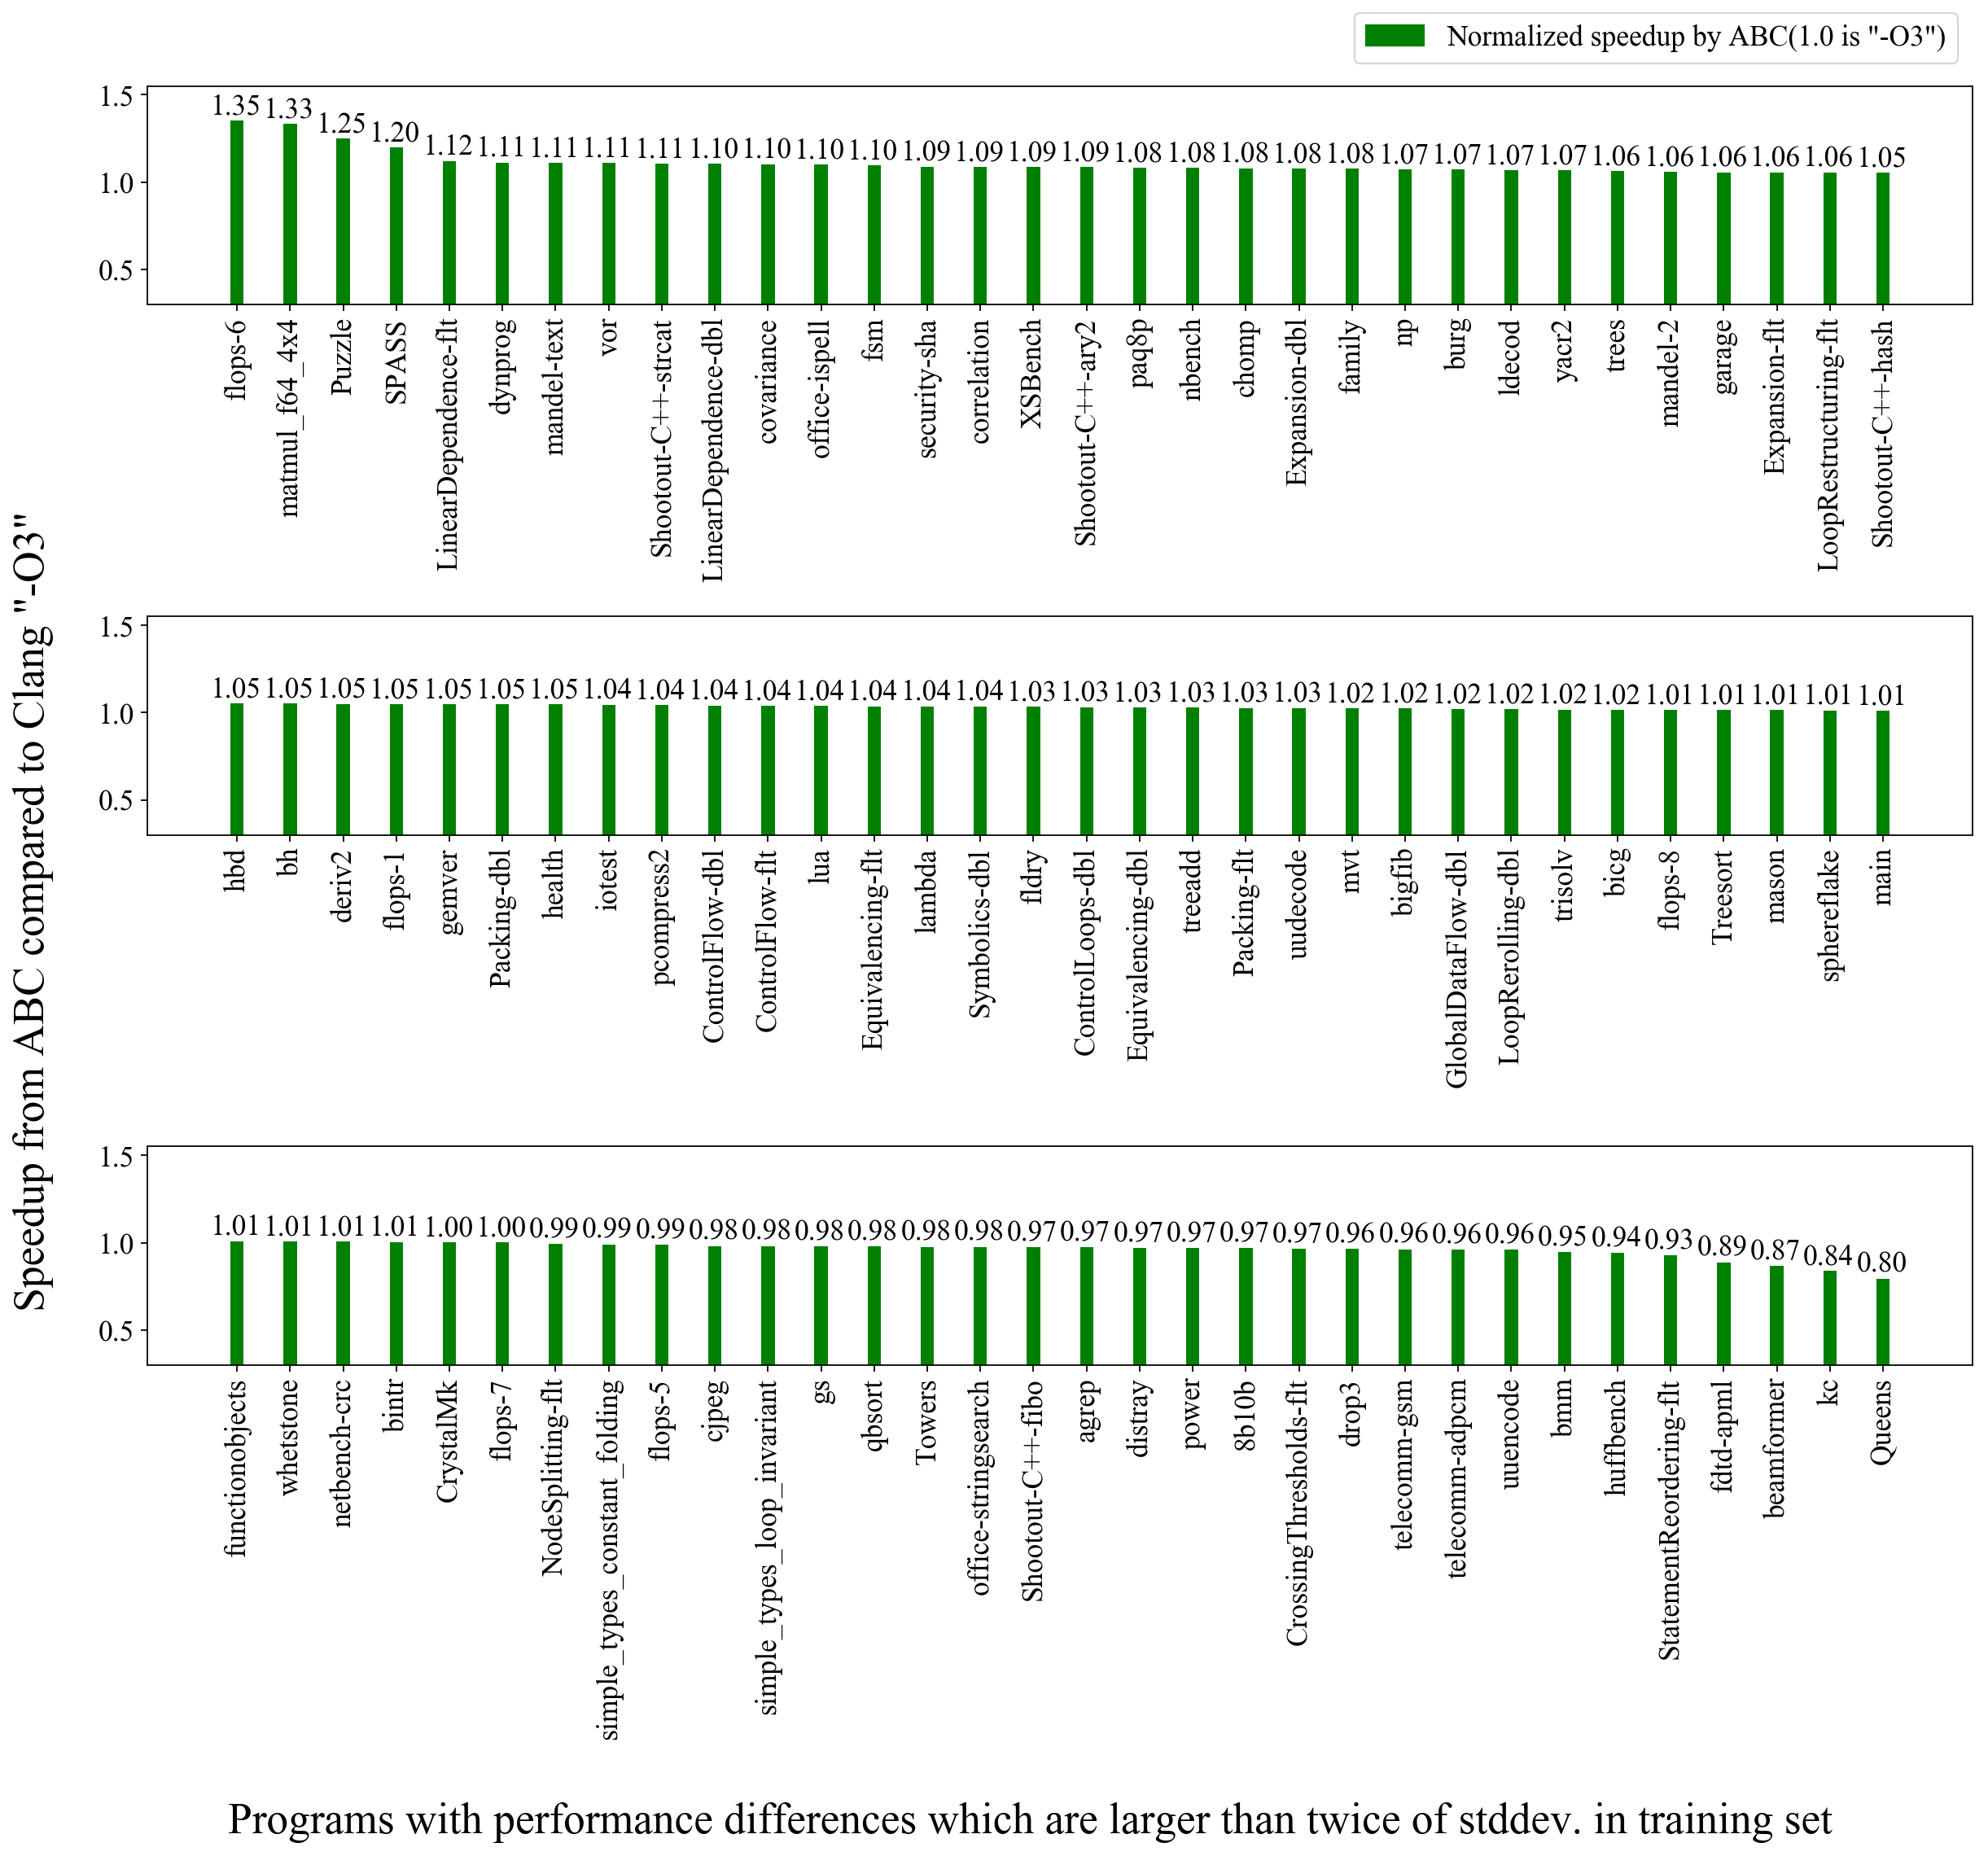 Normalized speedup by ABC(1.0 is "-O3")
Speedup from ABC compared to Clang "-O3"
1.5
1.0
0.5
1.35 1.33 1.25 1.20 1.12 1.11 1.11 1.11 1.11 1.10 1.10 1.10 1.10 1.09 1.09 1.09 1.09 1.08 1.08 1.08 1.08 1.08 1.07 1.07 1.07 1.07 1.06 1.06 1.06 1.06 1.06 1.05
flops-6
matmul_f64_4x4
Puzzle
SPASS
LinearDependence-flt
dynprog
mandel-text
vor
Shootout-C++-strcat
LinearDependence-dbl
covariance
office-ispell
fsm
security-sha
correlation
XSBench
Shootout-C++-ary2
paq8p
nbench
chomp
Expansion-dbl
family
np
burg
ldecod
yacr2
trees
mandel-2
garage
Expansion-flt
LoopRestructuring-flt
Shootout-C++-hash
1.5
1.0
0.5
1.05 1.05 1.05 1.05 1.05 1.05 1.05 1.04 1.04 1.04 1.04 1.04 1.04 1.04 1.04 1.03 1.03 1.03 1.03 1.03 1.03 1.02 1.02 1.02 1.02 1.02 1.02 1.01 1.01 1.01 1.01 1.01
hbd
bh
deriv2
flops-1
gemver
Packing-dbl
health
iotest
pcompress2
ControlFlow-dbl
ControlFlow-flt
lua
Equivalencing-flt
lambda
Symbolics-dbl
fldry
ControlLoops-dbl
Equivalencing-dbl
treeadd
Packing-flt
uudecode
mvt
bigfib
GlobalDataFlow-dbl
LoopRerolling-dbl
trisolv
bicg
flops-8
Treesort
mason
sphereflake
main
1.5
1.0
0.5
1.01 1.01 1.01 1.01 1.00 1.00 0.99 0.99 0.99 0.98 0.98 0.98 0.98 0.98 0.98 0.97 0.97 0.97 0.97 0.97 0.97 0.96 0.96 0.96 0.96 0.95 0.94 0.93 0.89 0.87 0.84 0.80
functionobjects
whetstone
netbench-crc
bintr
CrystalMk
flops-7
NodeSplitting-flt
simple_types_constant_folding
flops-5
cjpeg
simple_types_loop_invariant
gs
qbsort
Towers
office-stringsearch
Shootout-C++-fibo
agrep
distray
power
8b10b
CrossingThresholds-flt
drop3
telecomm-gsm
telecomm-adpcm
uuencode
bmm
huffbench
StatementReordering-flt
fdtd-apml
beamformer
kc
Queens
Programs with performance differences which are larger than twice of stddev. in training set